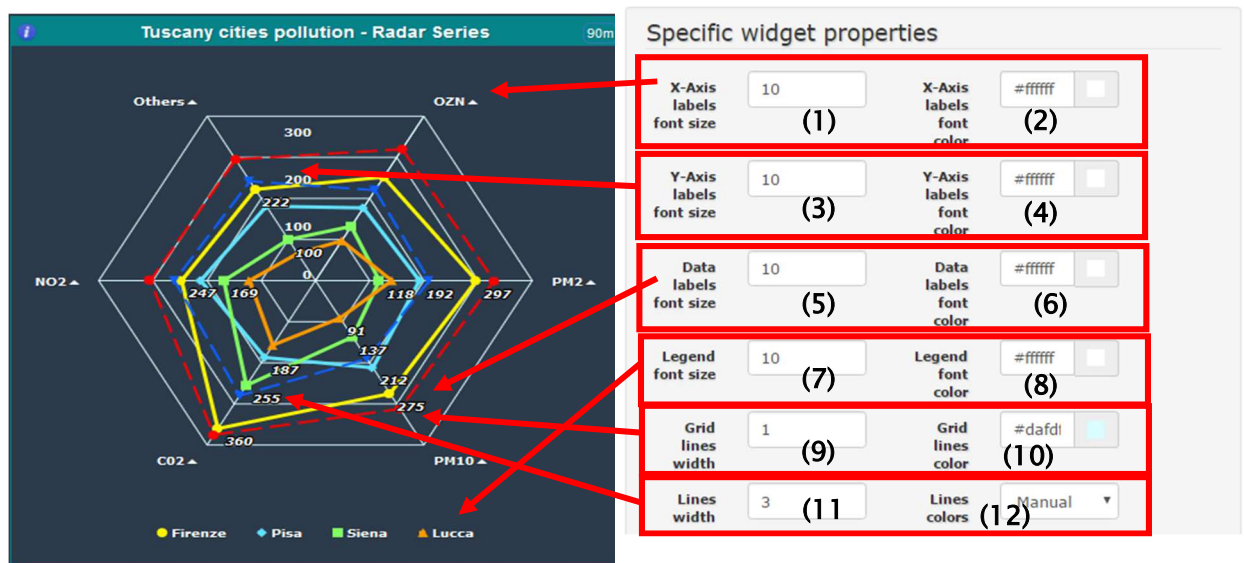 i
Tuscany cities pollution - Radar Series
90m
Others ▲
OZN ▲
300
200
222
100
100
0
NO2 ▲
247
169
118
192
297
PM2 ▲
91
137
187
212
255
275
360
C02 ▲
PM10 ▲
Firenze
Pisa
Siena
Lucca
Specific widget properties
X-Axis labels font size
10
(1)
X-Axis labels font color
#ffffff
(2)
Y-Axis labels font size
10
(3)
Y-Axis labels font color
#ffffff
(4)
Data labels font size
10
(5)
Data labels font color
#ffffff
(6)
Legend font size
10
(7)
Legend font color
#ffffff
(8)
Grid lines width
1
(9)
Grid lines color
(10)
Lines width
3
(11
Lines colors
(12)
Manual